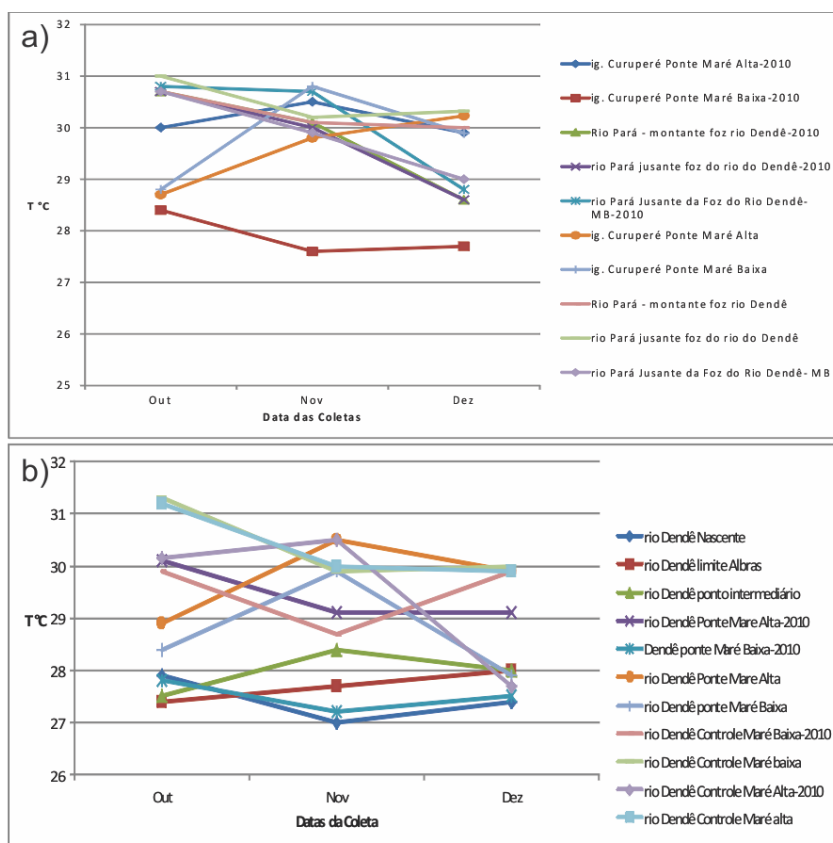 a)
32
31
30
29
28
27
26
25
T °C
Out
Nov
Dez
Data das Coletas
ig. Curuperé Ponte Maré Alta-2010
ig. Curuperé Ponte Maré Baixa-2010
Rio Pará - montante foz rio Dendê-2010
rio Pará jusante foz do rio do Dendê-2010
rio Pará Jusante da Foz do Rio Dendê-
MB-2010
ig. Curuperé Ponte Maré Alta
ig. Curuperé Ponte Maré Baixa
Rio Pará - montante foz rio Dendê
rio Pará jusante foz do rio do Dendê
rio Pará Jusante da Foz do Rio Dendê- MB
b)
32
31
30
29
28
27
26
T°C
Out
Nov
Dez
Datas da Coleta
rio Dendê Nascente
rio Dendê limite Albras
rio Dendê ponto intermediário
rio Dendê Ponte Mare Alta-2010
Dendê ponte Maré Baixa-2010
rio Dendê Ponte Mare Alta
rio Dendê ponte Maré Baixa
rio Dendê Controle Maré Baixa-2010
rio Dendê Controle Maré baixa
rio Dendê Controle Maré Alta-2010
rio Dendê Controle Maré alta